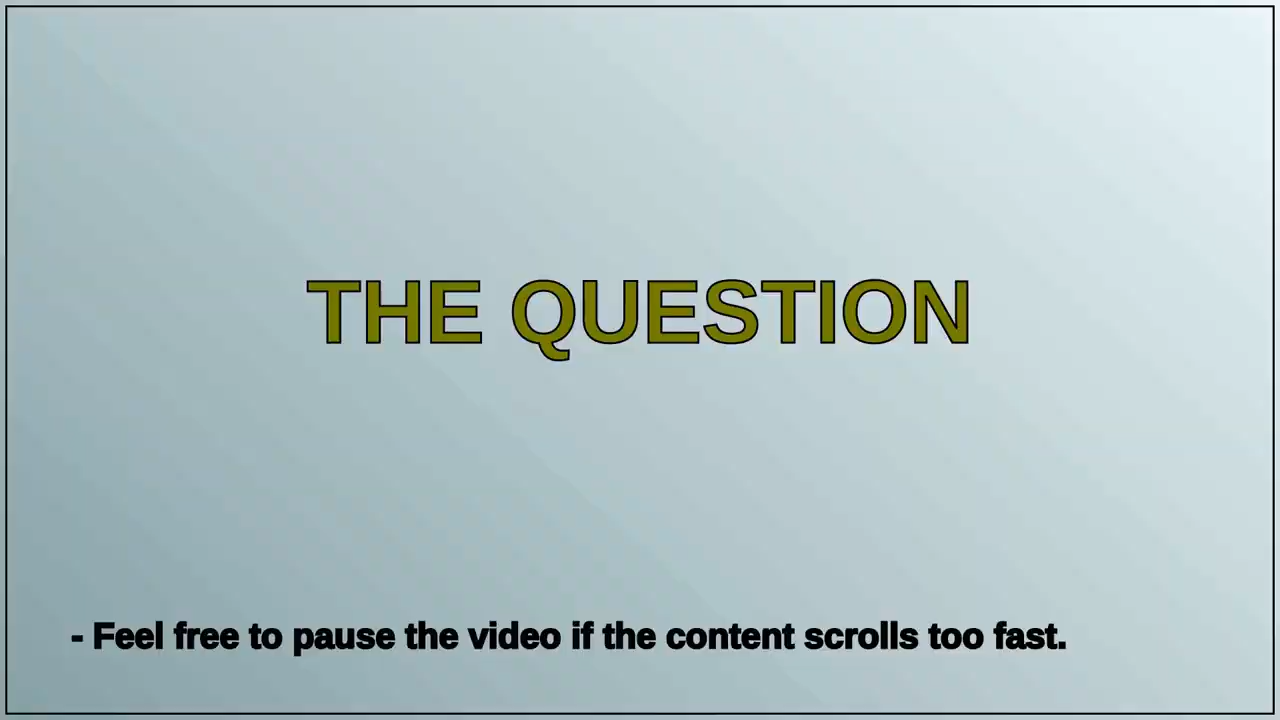 THE QUESTION
- Feel free to pause the video if the content scrolls too fast.